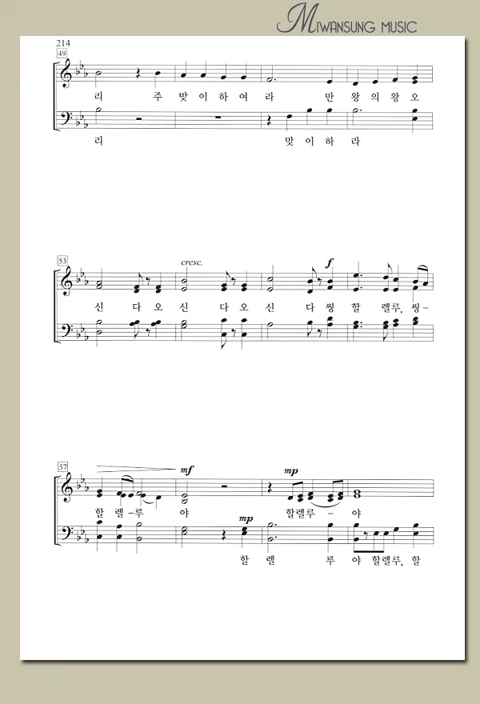 MIWANSUNG MUSIC
214
49
리 주 맞 이 하 여 라 만 왕 의 왕 오
리 맞 이 하 라
53
cresc. f
신 다 오 신 다 오 신 다 씽 할 렐루, 씽-
57
mf mp
할 렐-루 야 할렐루 - 야
mp
할 렐 루 야 할렐루, 할